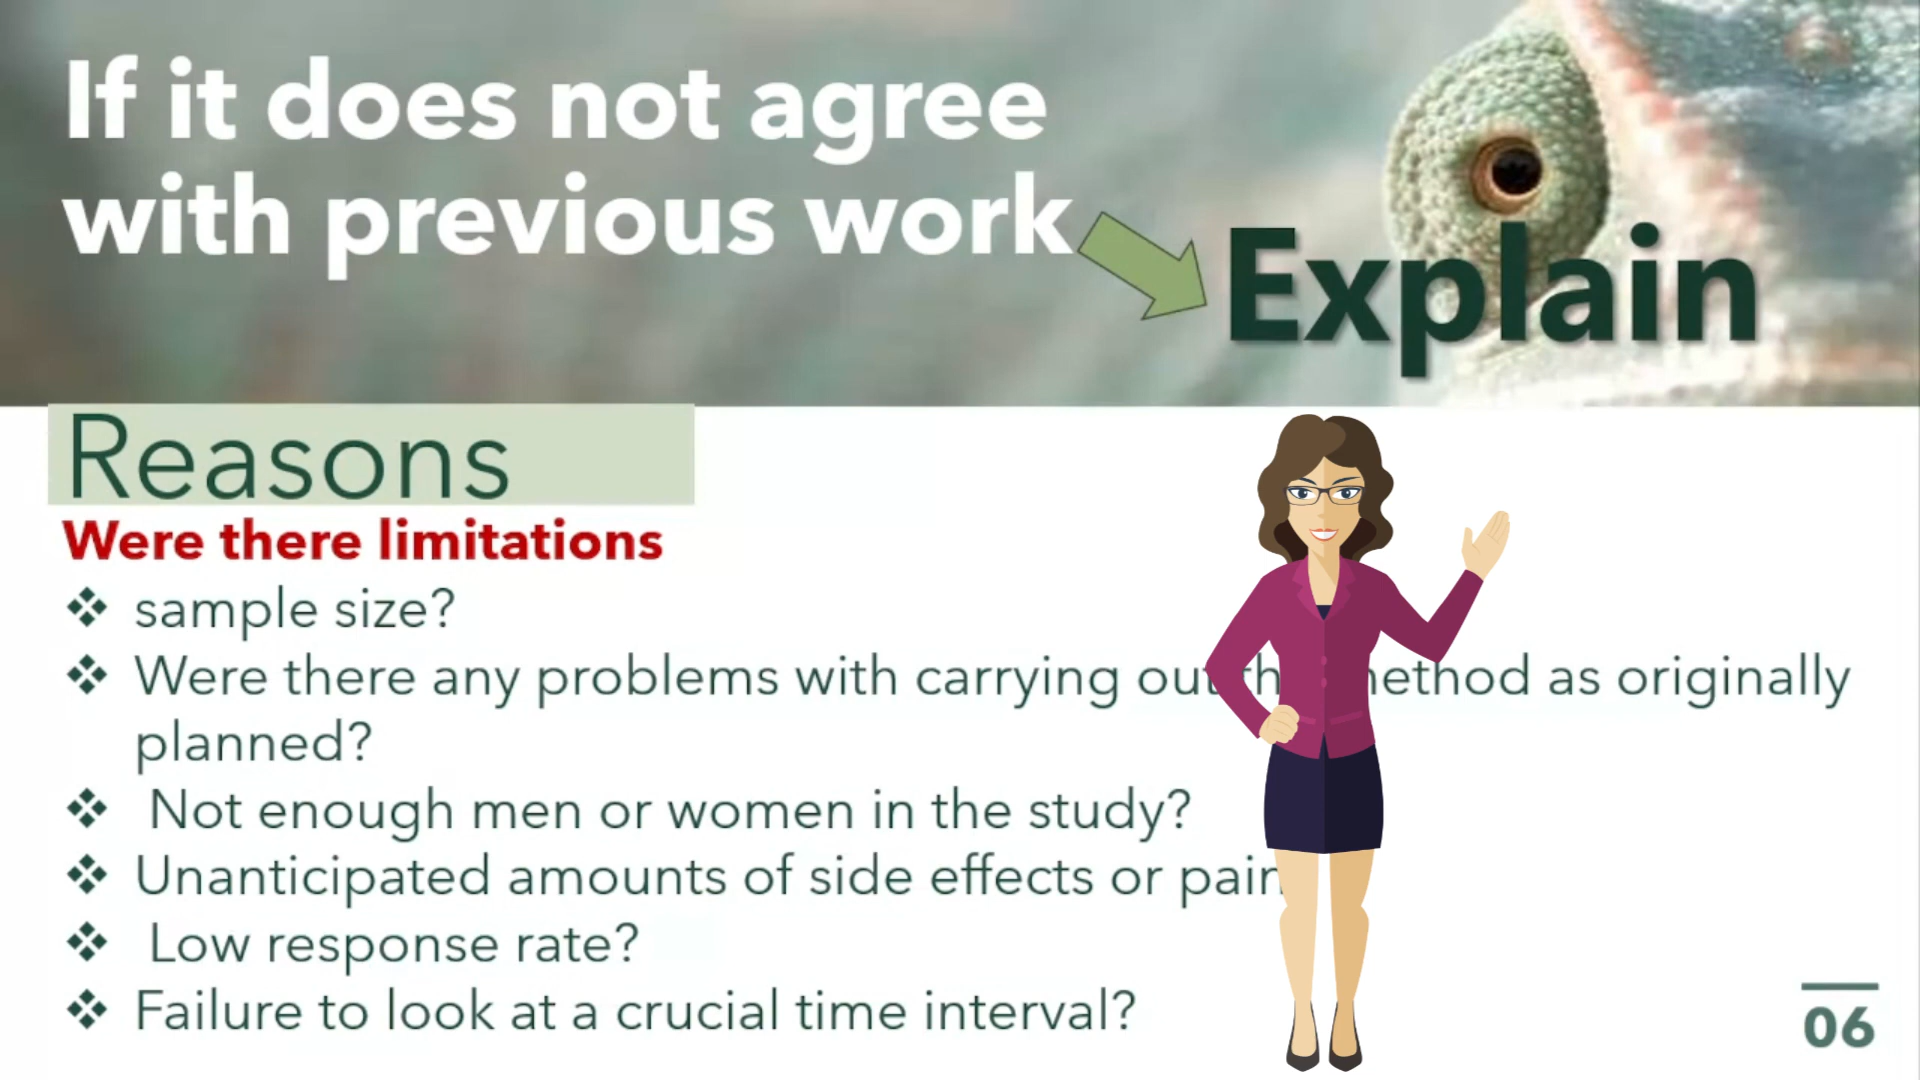 If it does not agree
with previous work
Explain
Reasons
Were there limitations
❖ sample size?
❖ Were there any problems with carrying out as originally
planned?
❖ Not enough men or women in the study?
❖ Unanticipated amounts of side effects or
❖ Low response rate?
❖ Failure to look at a crucial time interval?
06